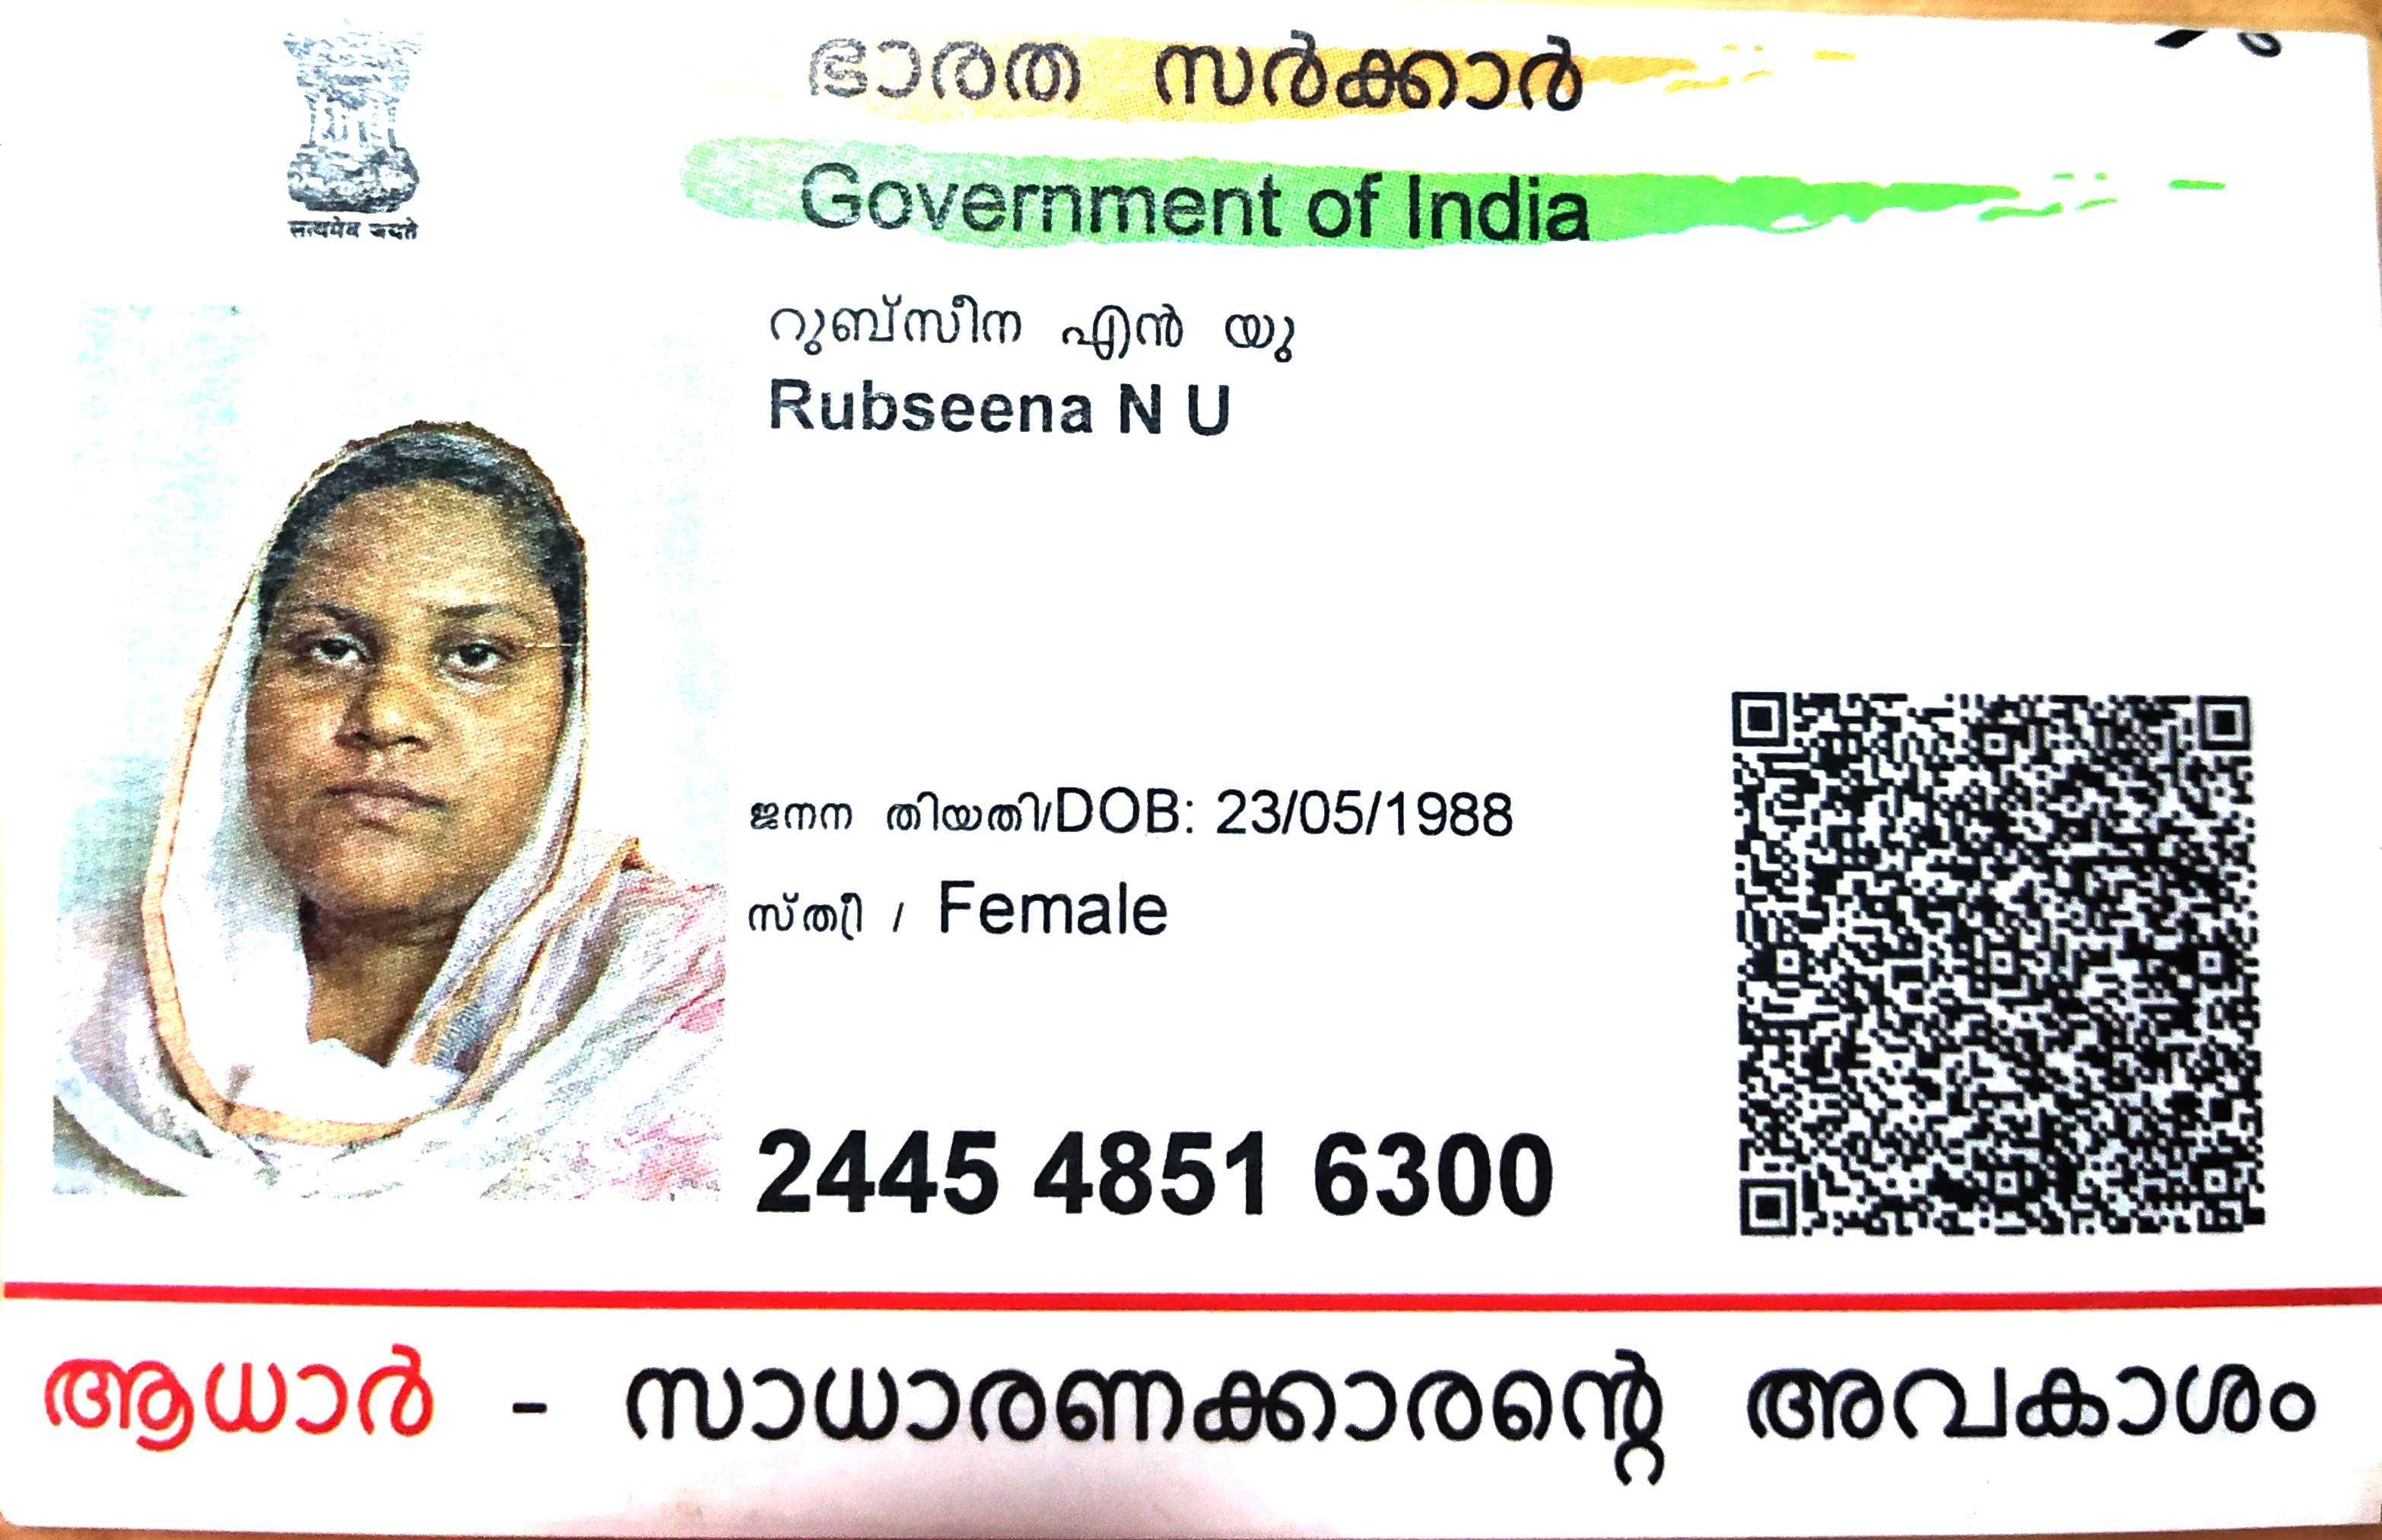 ഭാരത സർക്കാർ
Government of India
सत्यमेव जयते
റുബ്സീന എൻ യു
Rubseena N U
ജനന തിയതി/DOB: 23/05/1988
സ്ത്രീ / Female
2445 4851 6300
ആധാർ - സാധാരണക്കാരന്റെ അവകാശം